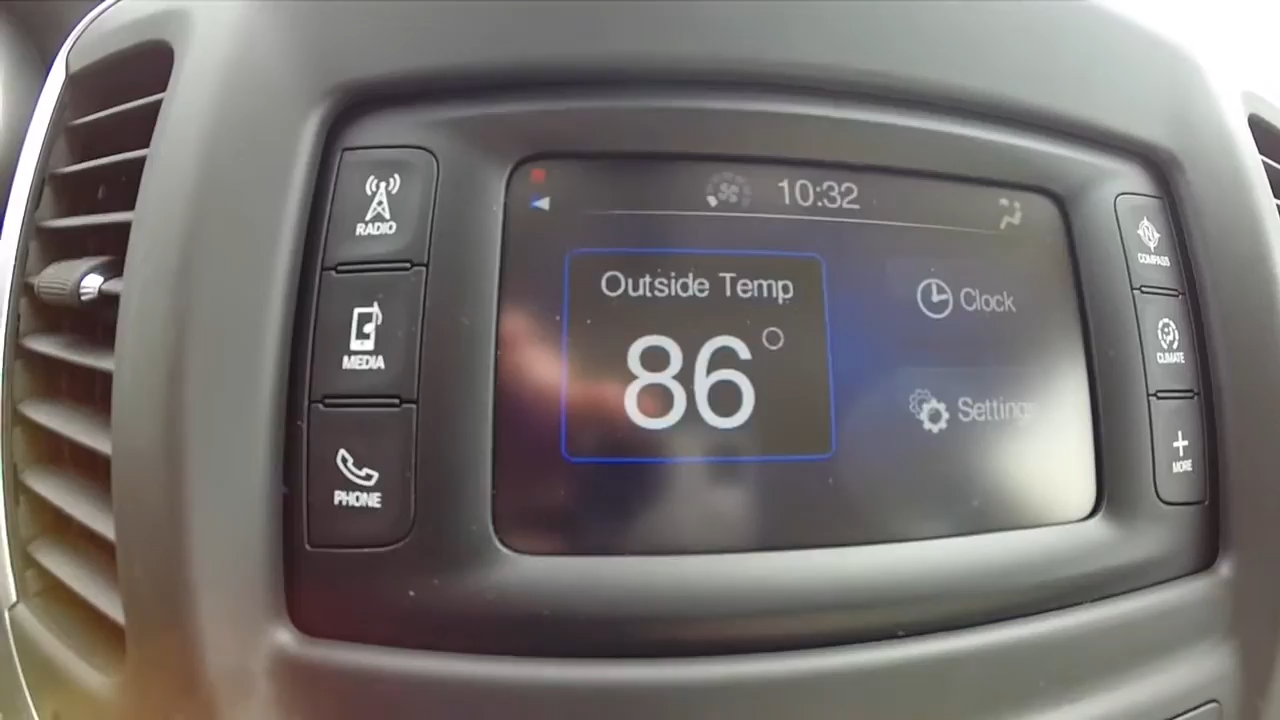 10:32
RADIO
MEDIA
PHONE
Outside Temp
86°
Clock
Settings
N
COMPASS
CLIMATE
+
MORE